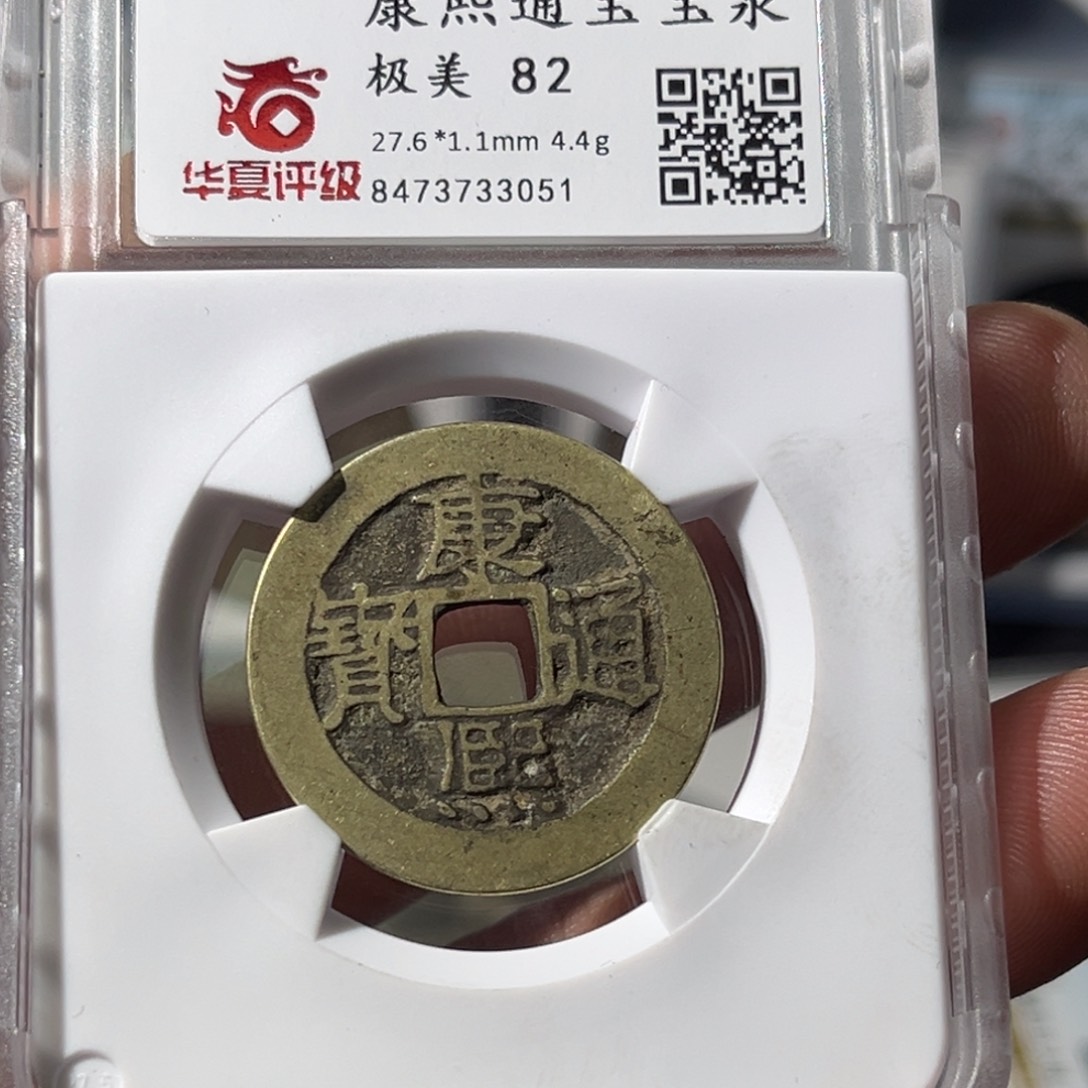 康熙通宝宝泉
极美 82
27.6*1.1mm 4.4g
华夏评级
8473733051
康
寶 通
熙